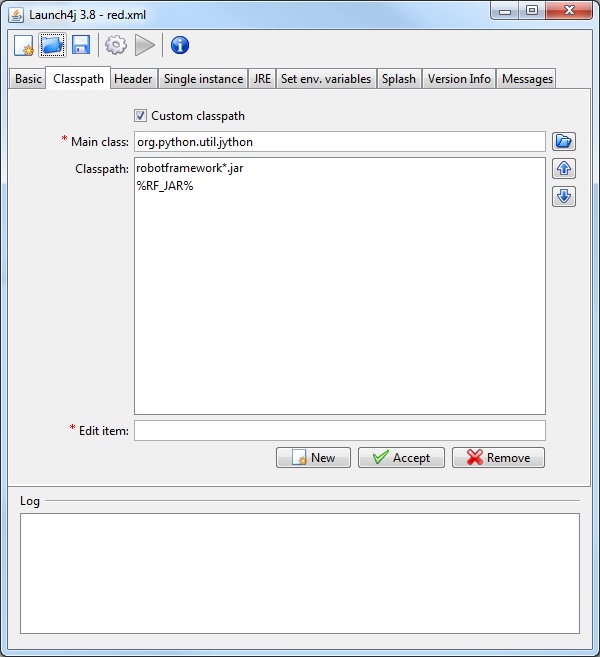 Launch4j 3.8 - red.xml
Basic Classpath Header Single instance JRE Set env. variables Splash Version Info Messages
Custom classpath
* Main class: org.python.util.jython
Classpath: robotframework*.jar
%RF_JAR%
* Edit item:
New Accept Remove
Log